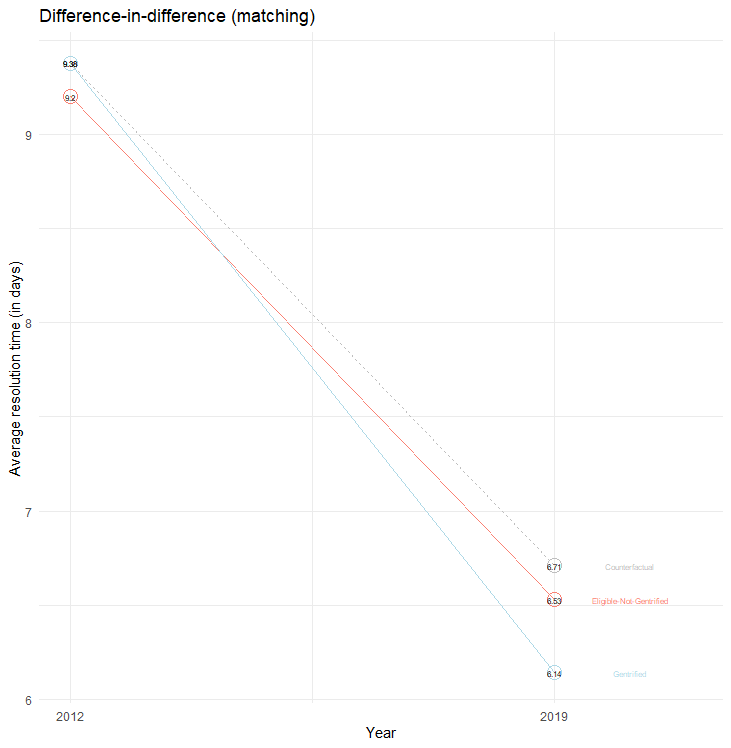 Difference-in-difference (matching)
9.38
9.2
9
8
7
6
6.71
Counterfactual
6.53
Eligible-Not-Gentrified
6.14
Gentrified
2012
2019
Year
Average resolution time (in days)